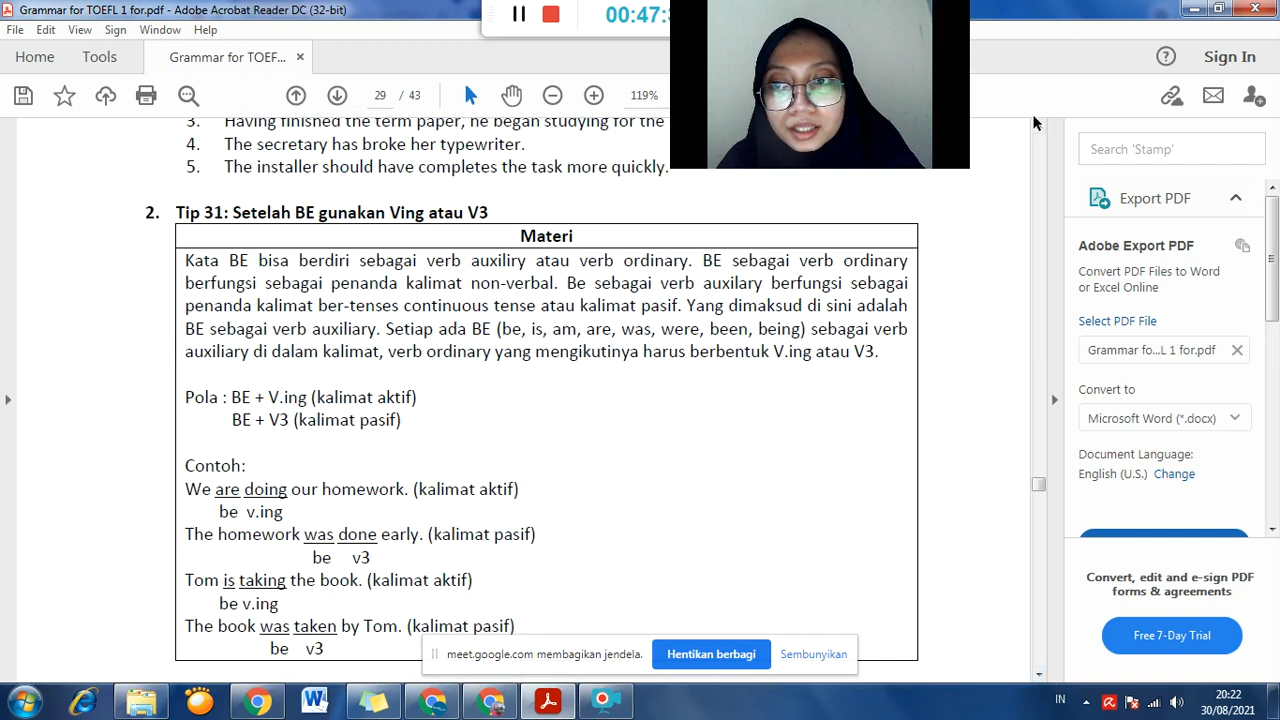 Grammar for TOEFL 1 for.pdf - Adobe Acrobat Reader DC (32-bit)
File Edit View Sign Window Help
00:47:
Home Tools Grammar for TOEF... × Sign In
29 / 43 119%
3. Having finished the term paper, he began studying for the
4. The secretary has broke her typewriter.
5. The installer should have completes the task more quickly.
2. Tip 31: Setelah BE gunakan Ving atau V3
Materi
Kata BE bisa berdiri sebagai verb auxiliry atau verb ordinary. BE sebagai verb ordinary
berfungsi sebagai penanda kalimat non-verbal. Be sebagai verb auxilary berfungsi sebagai
penanda kalimat ber-tenses continuous tense atau kalimat pasif. Yang dimaksud di sini adalah
BE sebagai verb auxiliary. Setiap ada BE (be, is, am, are, was, were, been, being) sebagai verb
auxiliary di dalam kalimat, verb ordinary yang mengikutinya harus berbentuk V.ing atau V3.
Pola : BE + V.ing (kalimat aktif)
BE + V3 (kalimat pasif)
Contoh:
We are doing our homework. (kalimat aktif)
be v.ing
The homework was done early. (kalimat pasif)
be v3
Tom is taking the book. (kalimat aktif)
be v.ing
The book was taken by Tom. (kalimat pasif)
be v3
meet.google.com membagikan jendela. Hentikan berbagi Sembunyikan
Search 'Stamp'
Export PDF
Adobe Export PDF
Convert PDF Files to Word
or Excel Online
Select PDF File
Grammar fo...L 1 for.pdf ×
Convert to
Microsoft Word (*.docx)
Document Language:
English (U.S.) Change
Convert, edit and e-sign PDF
forms & agreements
Free 7-Day Trial
IN
20:22
30/08/2021